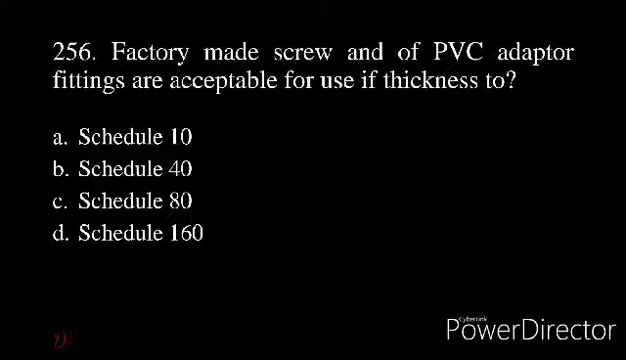 256. Factory made screw and of PVC adaptor
fittings are acceptable for use if thickness to?
a. Schedule 10
b. Schedule 40
c. Schedule 80
d. Schedule 160
CyberLink
PowerDirector